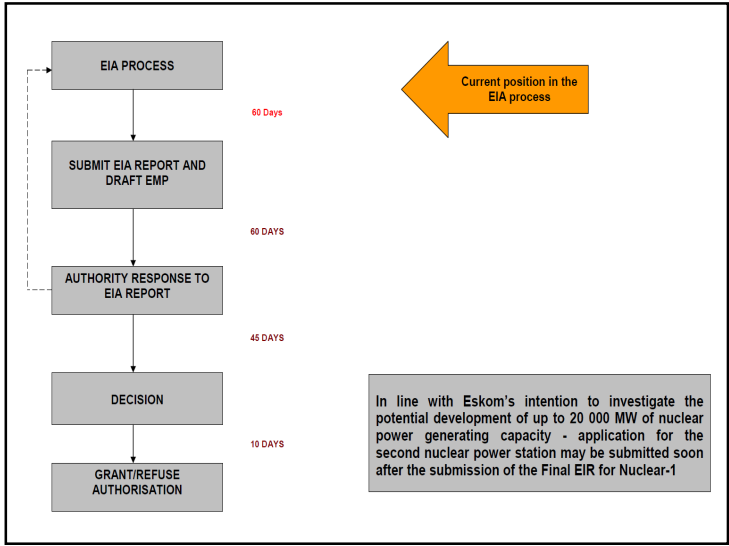 EIA PROCESS
Current position in the
EIA process
60 Days
SUBMIT EIA REPORT AND
DRAFT EMP
60 DAYS
AUTHORITY RESPONSE TO
EIA REPORT
45 DAYS
DECISION
In line with Eskom's intention to investigate the
potential development of up to 20 000 MW of nuclear
power generating capacity - application for the
second nuclear power station may be submitted soon
after the submission of the Final EIR for Nuclear-1
10 DAYS
GRANT/REFUSE
AUTHORISATION